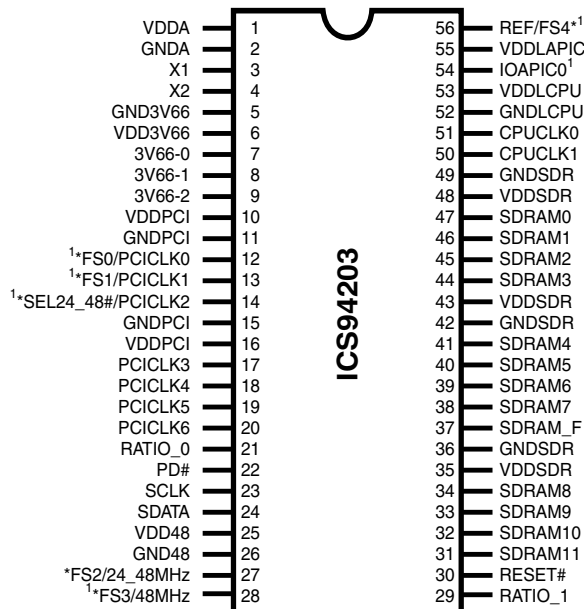 VDDA 1 56 REF/FS4*1
GNDA 2 55 VDDLAPIC
X1 3 54 IOAPIC01
X2 4 53 VDDLCPU
GND3V66 5 52 GNDLCPU
VDD3V66 6 51 CPUCLK0
3V66-0 7 50 CPUCLK1
3V66-1 8 49 GNDSDR
3V66-2 9 48 VDDSDR
VDDPCI 10 47 SDRAM0
GNDPCI 11 46 SDRAM1
1*FS0/PCICLK0 12 45 SDRAM2
1*FS1/PCICLK1 13 44 SDRAM3
1*SEL24_48#/PCICLK2 14 43 VDDSDR
GNDPCI 15 42 GNDSDR
VDDPCI 16 41 SDRAM4
PCICLK3 17 40 SDRAM5
PCICLK4 18 39 SDRAM6
PCICLK5 19 38 SDRAM7
PCICLK6 20 37 SDRAM_F
RATIO_0 21 36 GNDSDR
PD# 22 35 VDDSDR
SCLK 23 34 SDRAM8
SDATA 24 33 SDRAM9
VDD48 25 32 SDRAM10
GND48 26 31 SDRAM11
*FS2/24_48MHz 27 30 RESET#
1*FS3/48MHz 28 29 RATIO_1
ICS94203